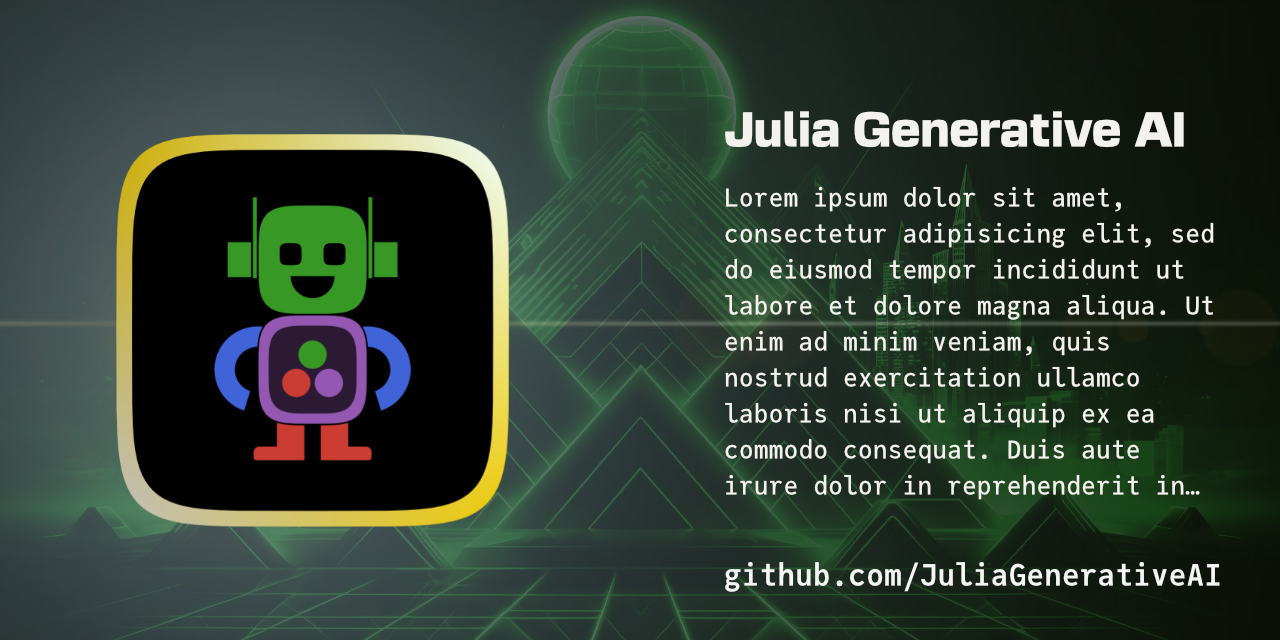 Julia Generative AI
Lorem ipsum dolor sit amet,
consectetur adipisicing elit, sed
do eiusmod tempor incididunt ut
labore et dolore magna aliqua. Ut
enim ad minim veniam, quis
nostrud exercitation ullamco
laboris nisi ut aliquip ex ea
commodo consequat. Duis aute
irure dolor in reprehenderit in…
github.com/JuliaGenerativeAI